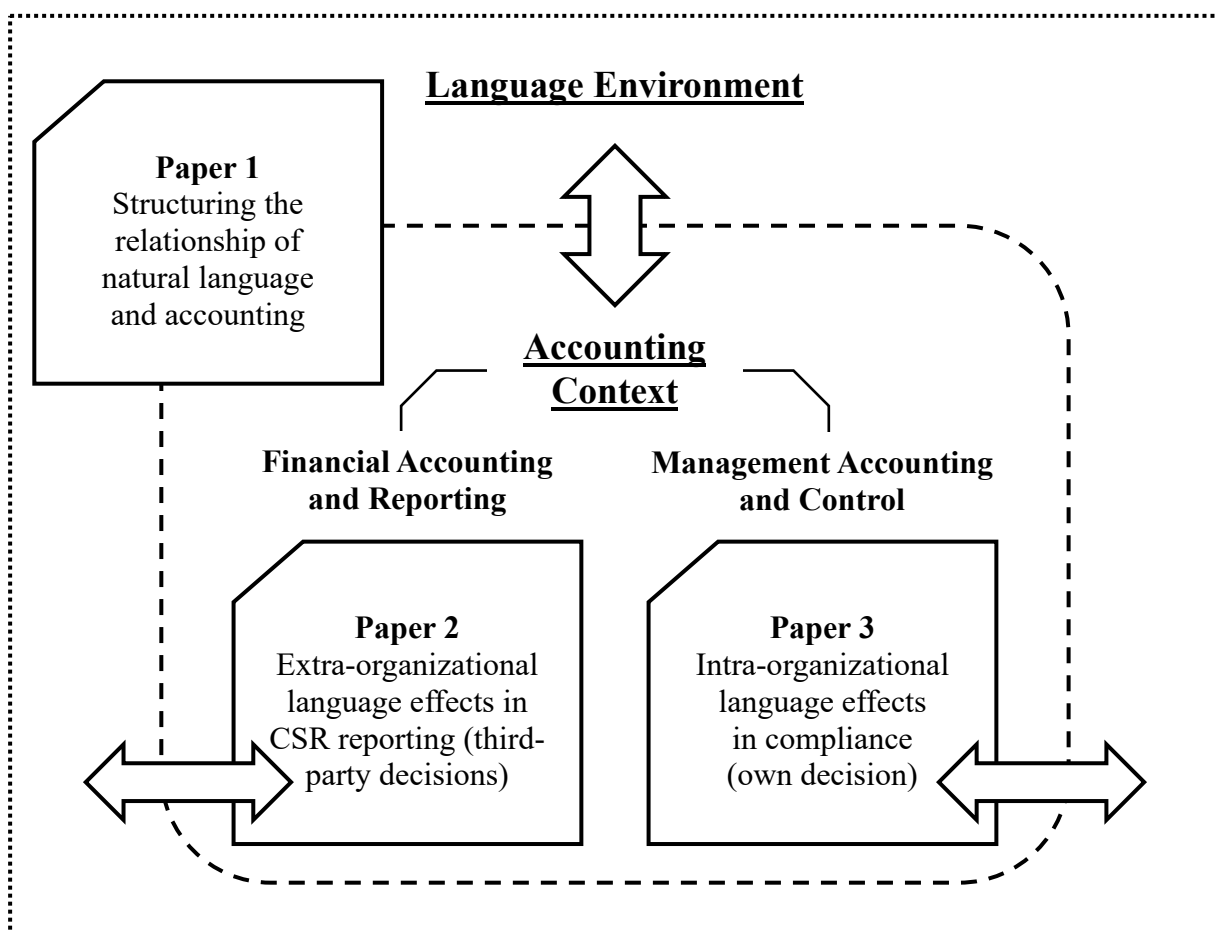 Language Environment
Paper 1
Structuring the
relationship of
natural language
and accounting
Accounting
Context
Financial Accounting
and Reporting
Management Accounting
and Control
Paper 2
Extra-organizational
language effects in
CSR reporting (third-
party decisions)
Paper 3
Intra-organizational
language effects
in compliance
(own decision)